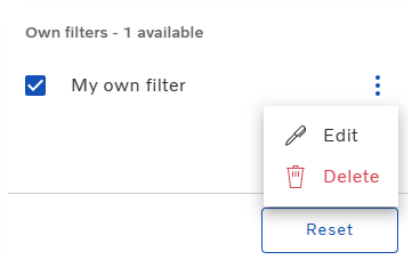 Own filters - 1 available
My own filter
Edit
Delete
Reset